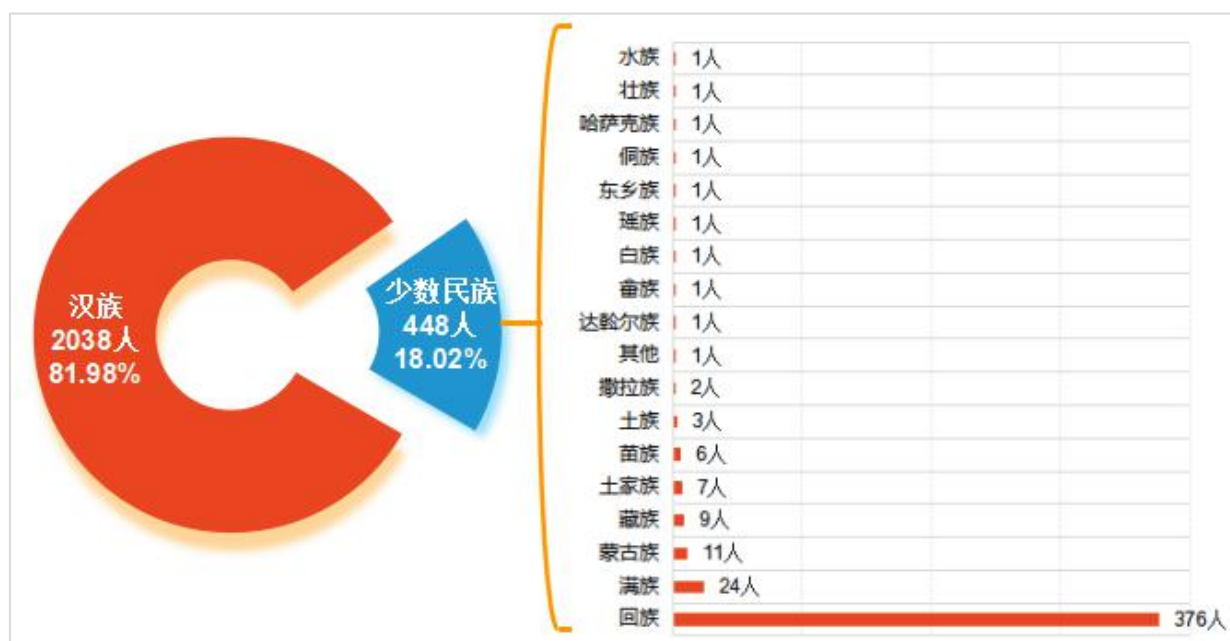 汉族
2038人
81.98%
少数民族
448人
18.02%
水族 1人
壮族 1人
哈萨克族 1人
侗族 1人
东乡族 1人
瑶族 1人
白族 1人
畲族 1人
达斡尔族 1人
其他 1人
撒拉族 2人
土族 3人
苗族 6人
土家族 7人
藏族 9人
蒙古族 11人
满族 24人
回族 376人